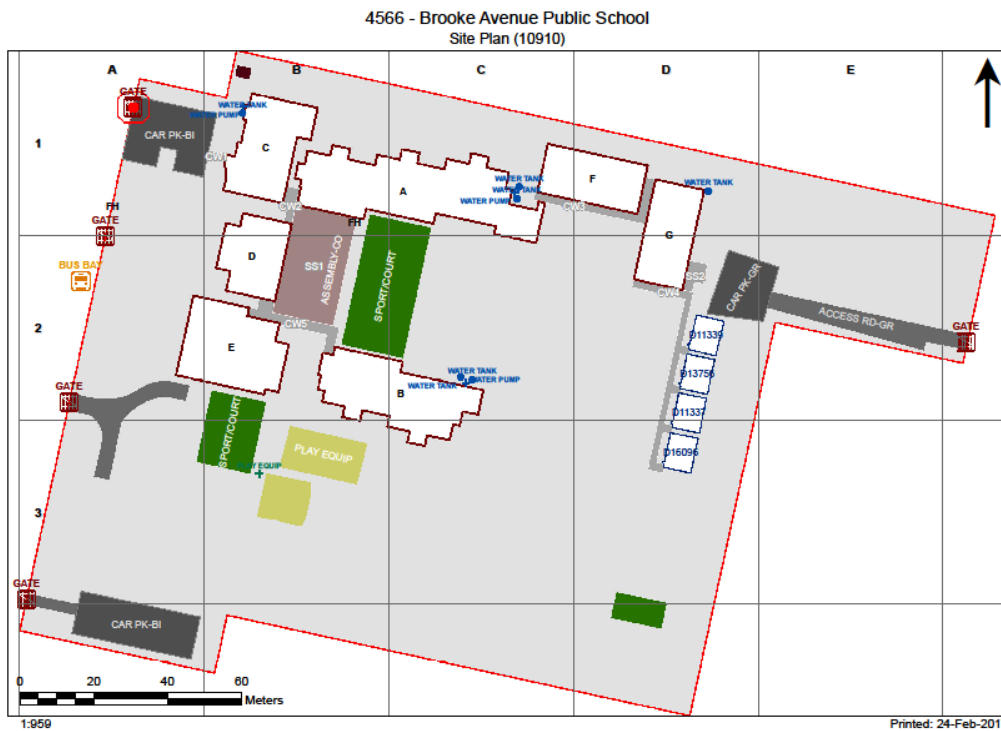 4566 - Brooke Avenue Public School
Site Plan (10910)
A
B
C
D
E
GATE
WATER TANK
WATER PUMP
CAR PK-BI
1
CW1
C
A
F
WATER TANK
WATER TANK
WATER PUMP
WATER TANK
CW2
CW3
FH
GATE
FH
G
D
SS1
ASSEMBLY-CO
SPORT/COURT
BUS BAY
SS2
CAR PK-GR
CW4
ACCESS RD-GR
GATE
2
CW5
E
D11339
WATER TANK
WATER TANK
WATER PUMP
D13756
GATE
B
D11337
SPORT/COURT
PLAY EQUIP
PLAY EQUIP
D16096
3
GATE
CAR PK-BI
0 20 40 60
Meters
1:959
Printed: 24-Feb-201